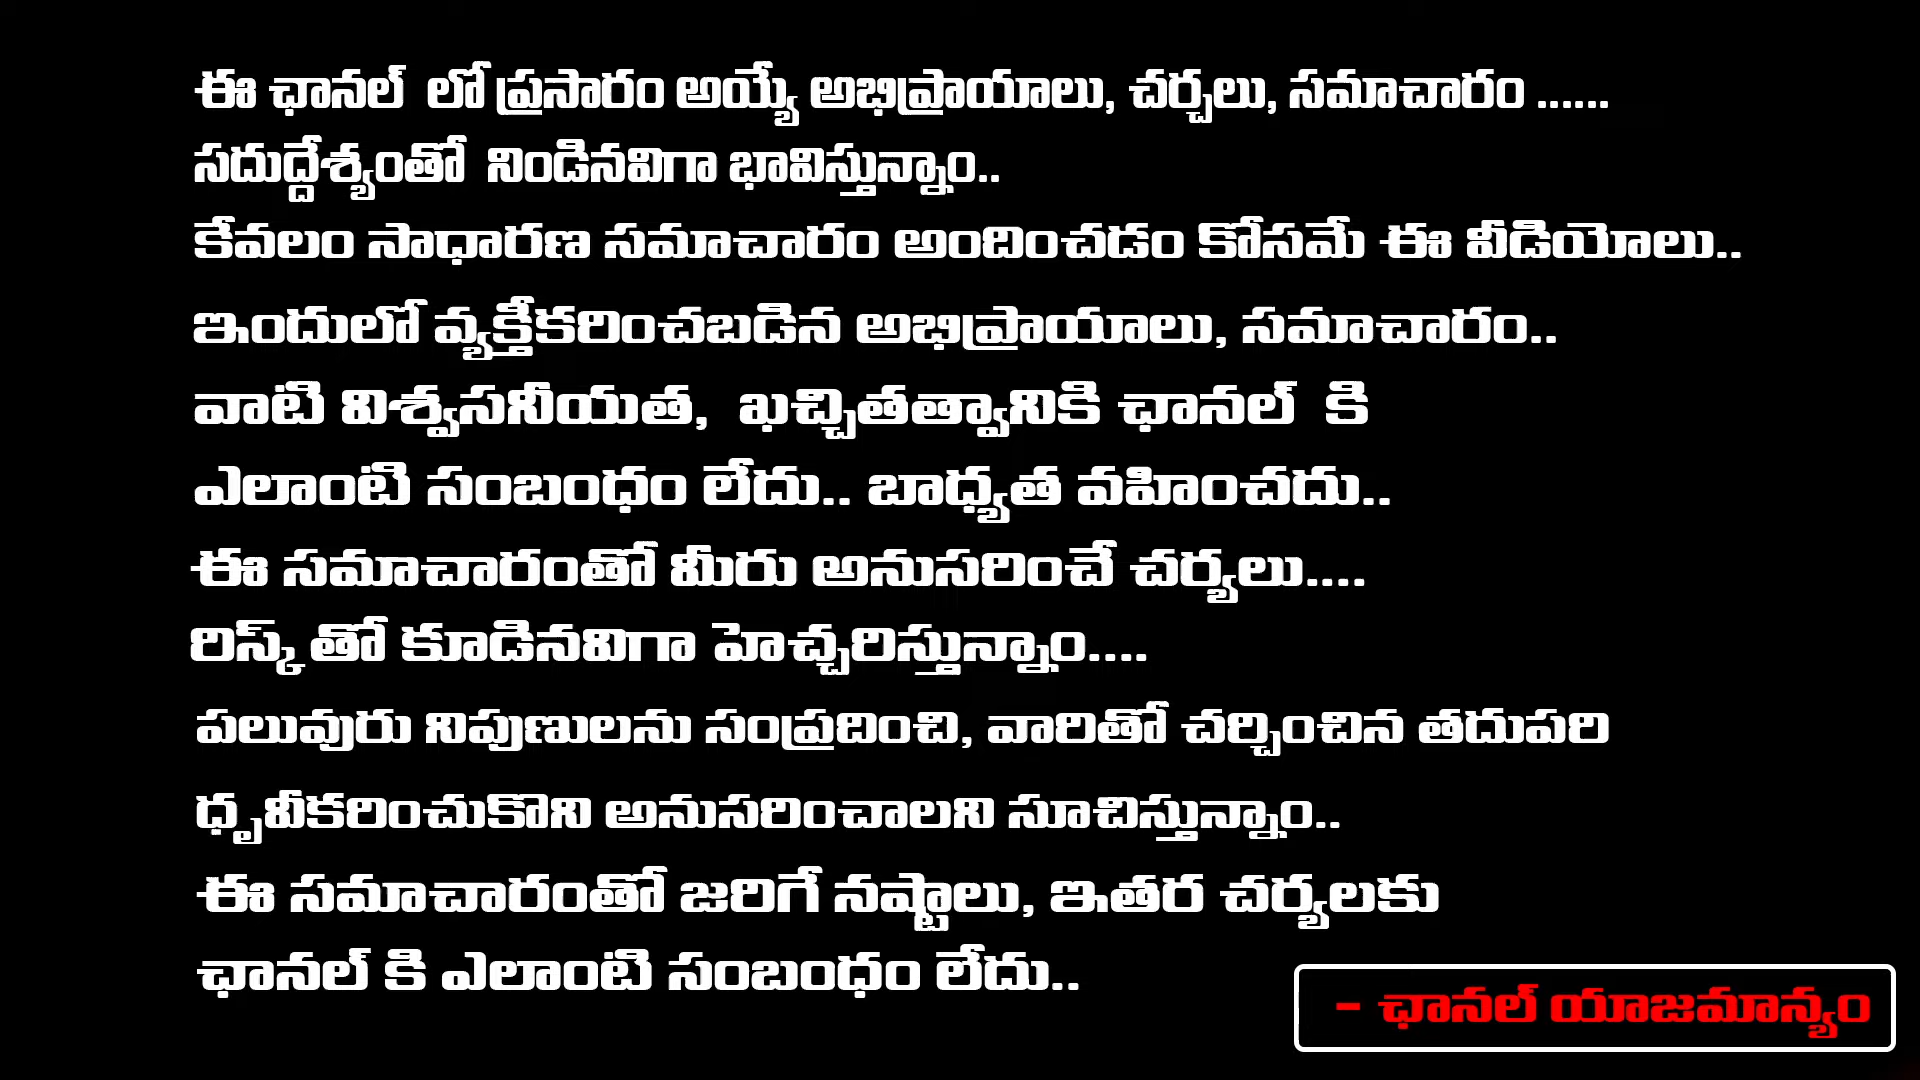 ఈ ఛానల్ లో ప్రసారం అయ్యే అభిప్రాయాలు, చర్చలు, సమాచారం ......
సదుద్దేశ్యంతో నిండినవిగా భావిస్తున్నాం..
కేవలం సాధారణ సమాచారం అందించడం కోసమే ఈ వీడియోలు..
ఇందులో వ్యక్తీకరించబడిన అభిప్రాయాలు, సమాచారం..
వాటి విశ్వసనీయత, ఖచ్చితత్వానికి ఛానల్ కి
ఎలాంటి సంబంధం లేదు.. బాధ్యత వహించదు..
ఈ సమాచారంతో మీరు అనుసరించే చర్యలు....
రిస్క్ తో కూడినవిగా హెచ్చరిస్తున్నాం....
పలువురు నిపుణులను సంప్రదించి, వారితో చర్చించిన తదుపరి
ధృవీకరించుకొని అనుసరించాలని సూచిస్తున్నాం..
ఈ సమాచారంతో జరిగే నష్టాలు, ఇతర చర్యలకు
ఛానల్ కి ఎలాంటి సంబంధం లేదు..
- ఛానల్ యాజమాన్యం